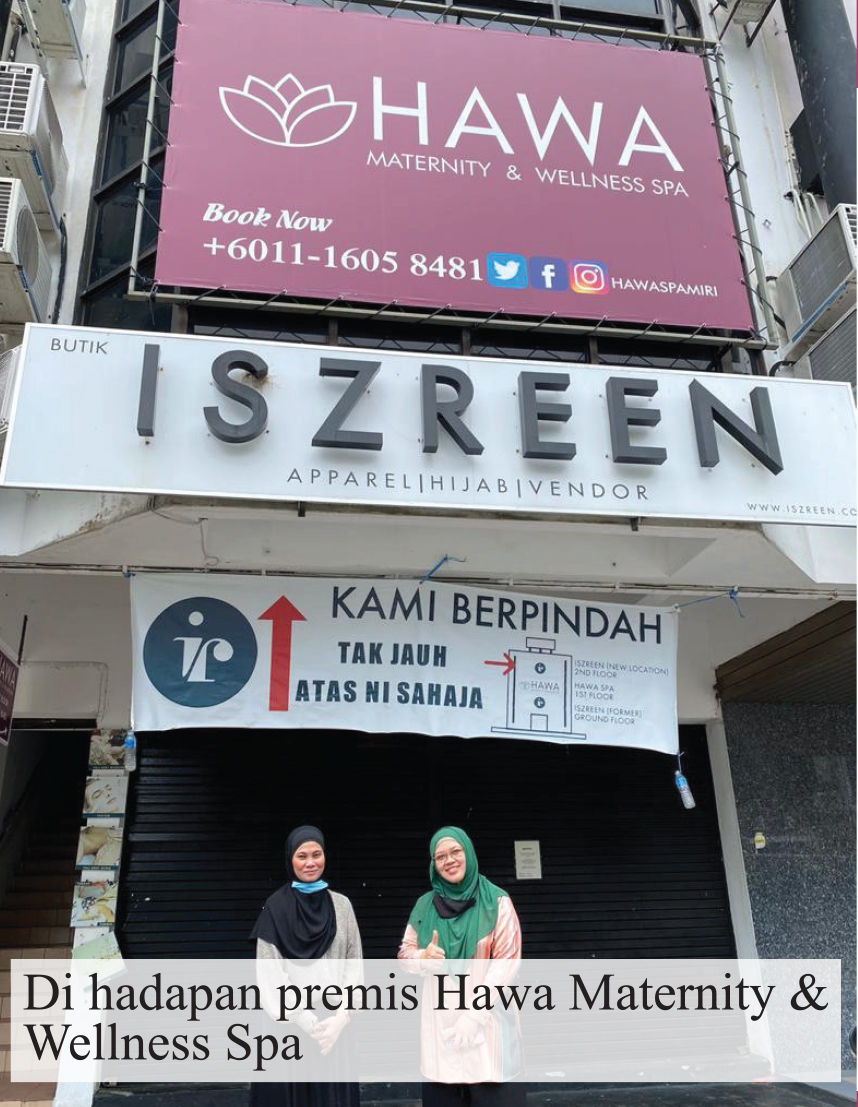 HAWA
MATERNITY & WELLNESS SPA
Book Now
+6011-1605 8481
HAWASPAMIRI
BUTIK
ISZREEN
APPAREL|HIJAB|VENDOR
WWW.ISZREEN.CO
ir
KAMI BERPINDAH
TAK JAUH
ATAS NI SAHAJA
HAWA
ISZREEN (NEW LOCATION)
2ND FLOOR
HAWA SPA
1ST FLOOR
ISZREEN (FORMER)
GROUND FLOOR
Di hadapan premis Hawa Maternity &
Wellness Spa